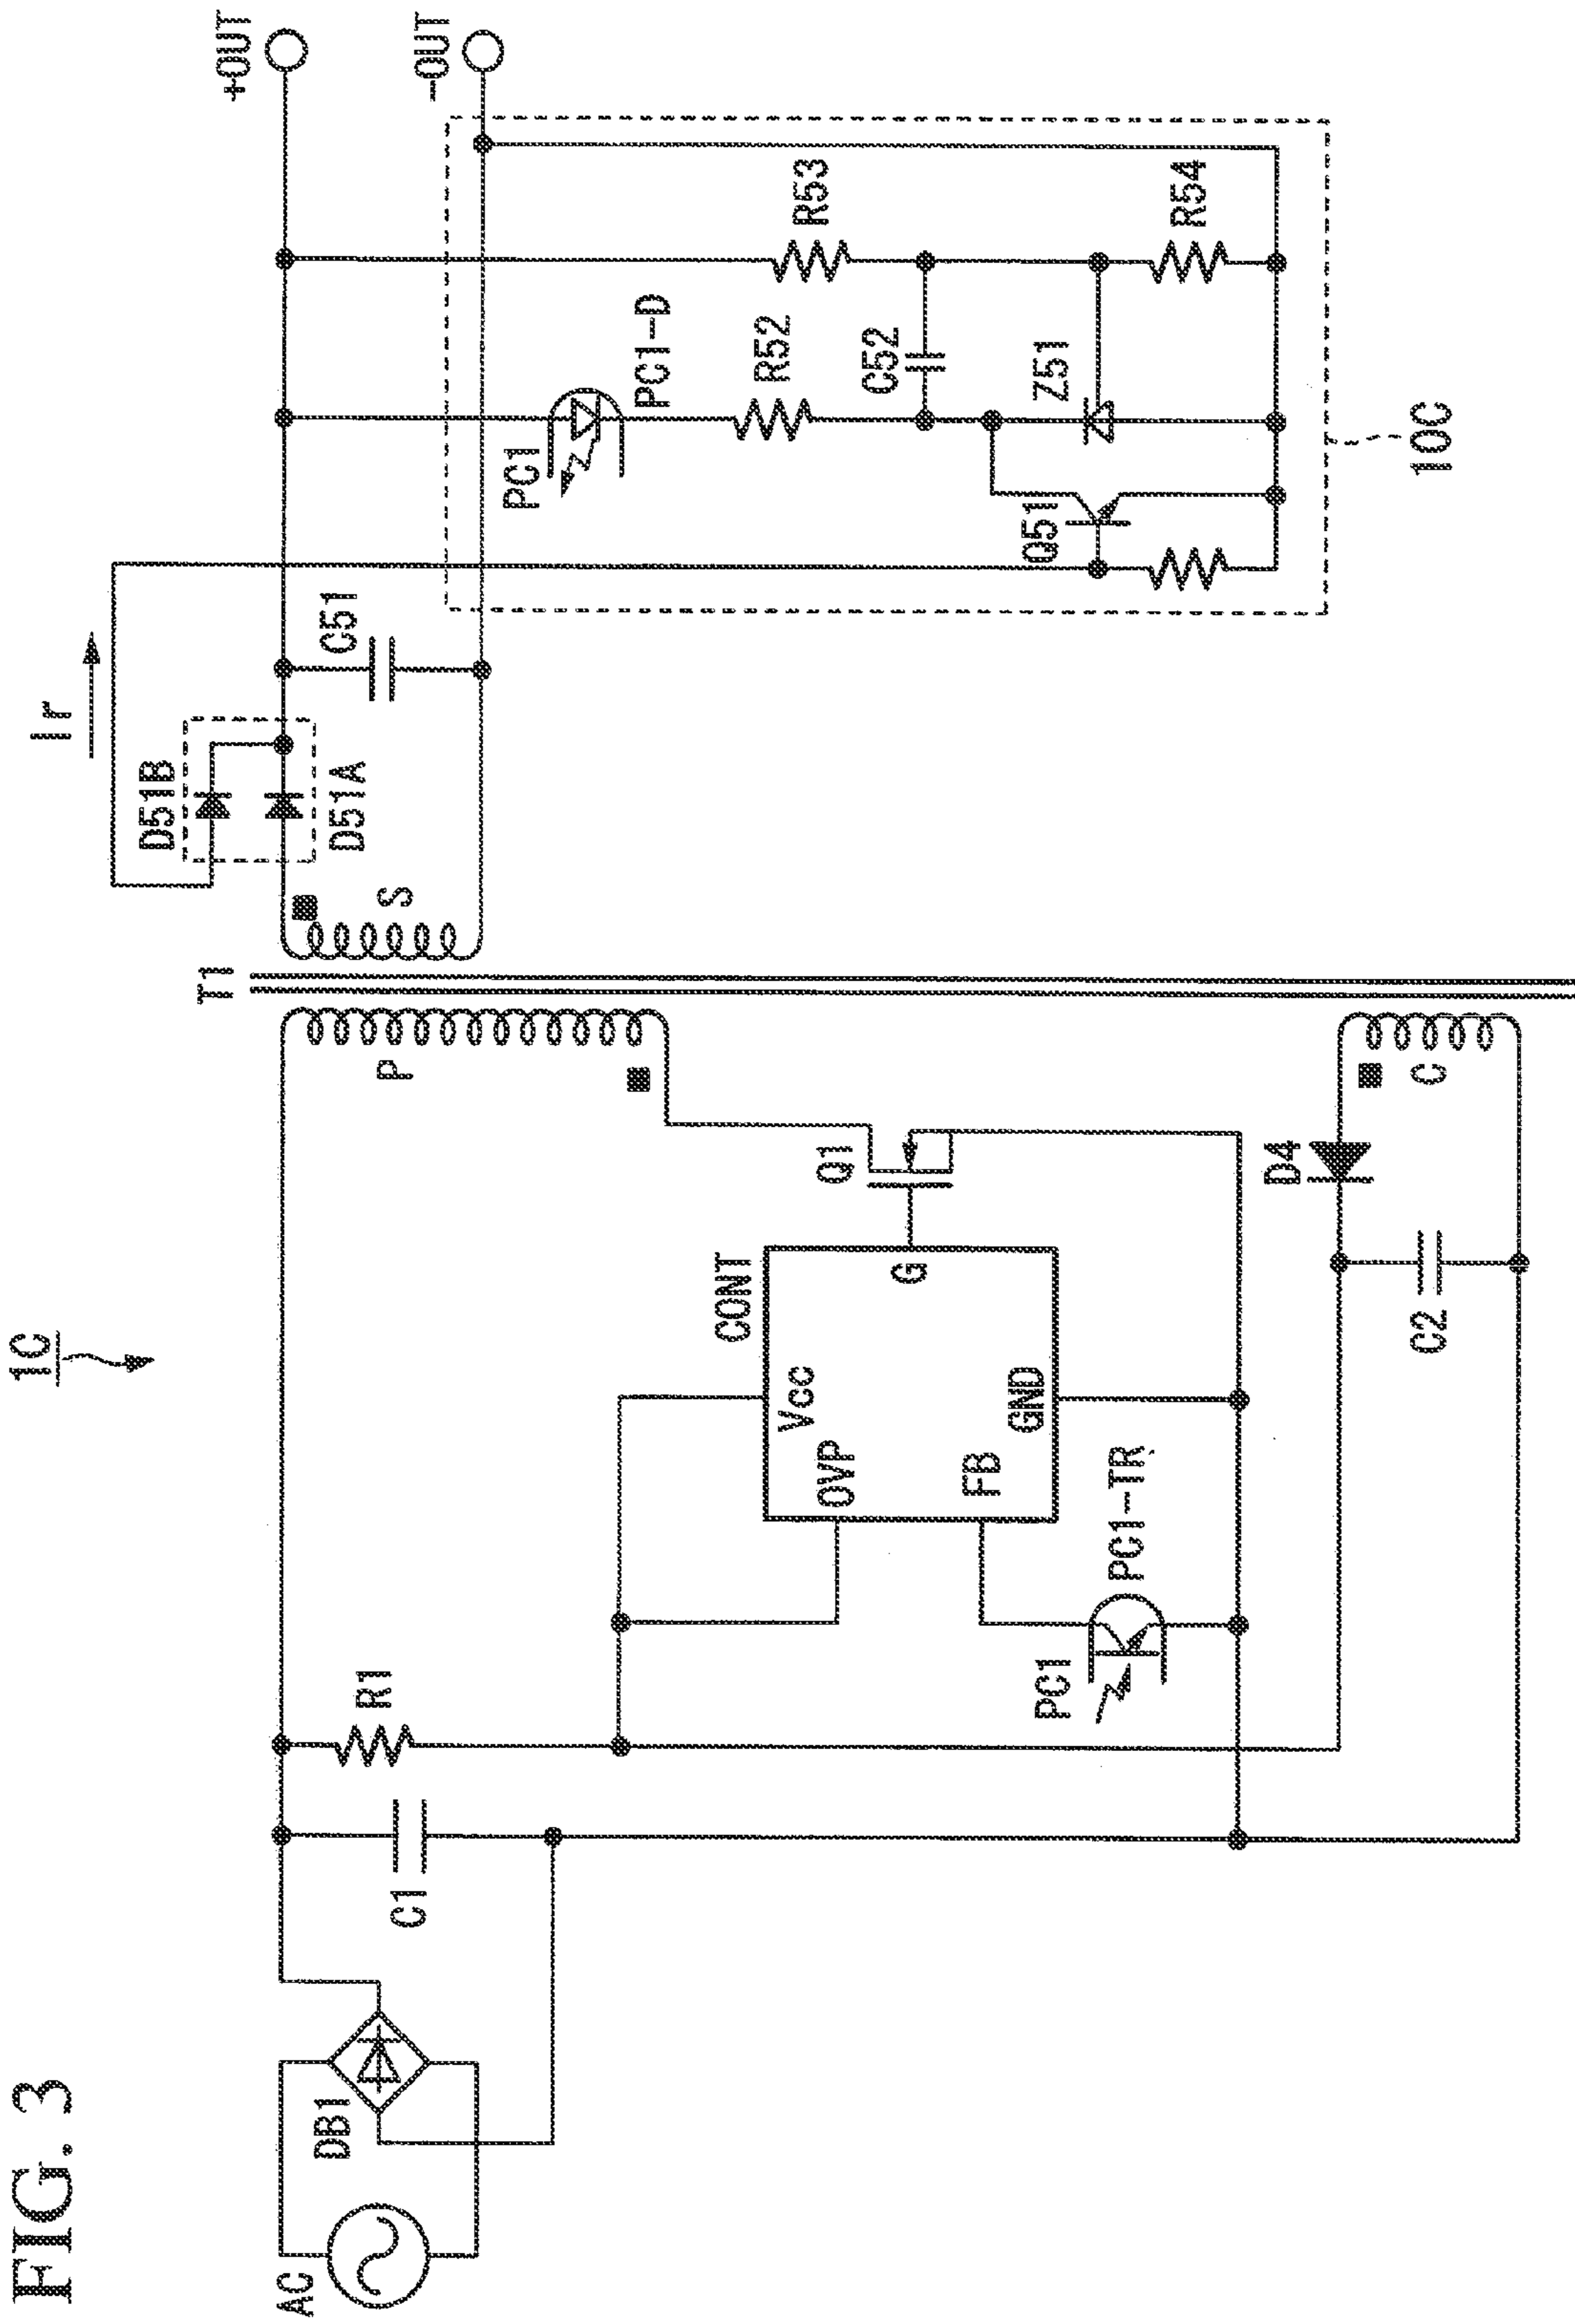 FIG. 3
1C
AC
DB1
C1
R1
PC1
PC1-TR
CONT
Vcc
OVP
FB
GND
G
Q1
P
T1
S
D4
C
C2
D51B
D51A
Ir
C51
Q51
PC1
PC1-D
R52
C52
Z51
R53
R54
10C
+OUT
-OUT